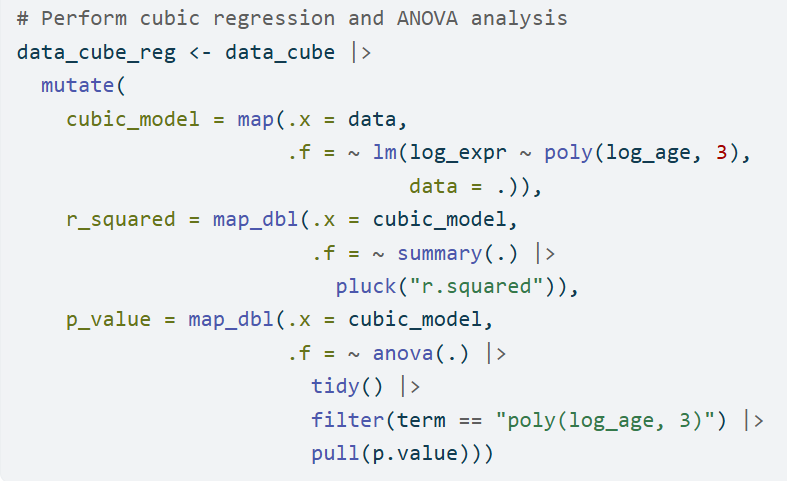 # Perform cubic regression and ANOVA analysis
data_cube_reg <- data_cube |>
  mutate(
    cubic_model = map(.x = data,
                      .f = ~ lm(log_expr ~ poly(log_age, 3),
                                data = .)),
    r_squared = map_dbl(.x = cubic_model,
                        .f = ~ summary(.) |>
                          pluck("r.squared")),
    p_value = map_dbl(.x = cubic_model,
                      .f = ~ anova(.) |>
                        tidy() |>
                        filter(term == "poly(log_age, 3)") |>
                        pull(p.value)))